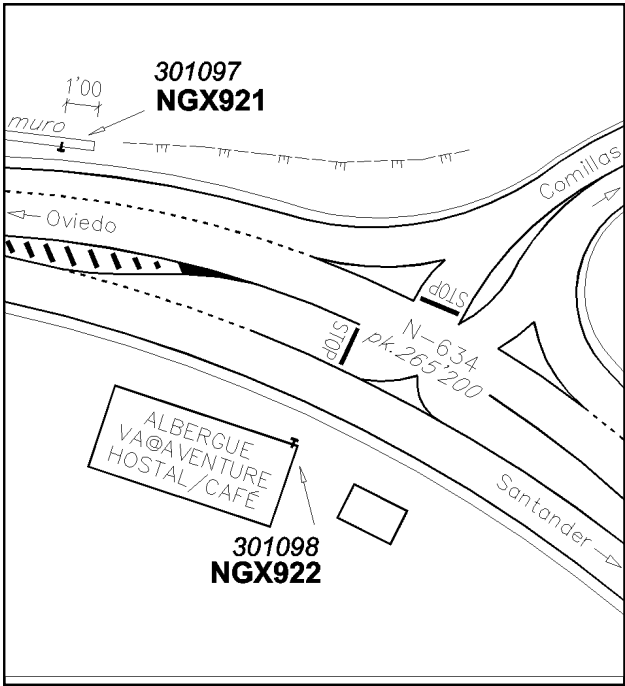 301097
NGX921
1'00
muro
Comillas
Oviedo
STOP
N-634
pk.265'200
STOP
ALBERGUE
VA@AVENTURE
HOSTAL/CAFÉ
Santander
301098
NGX922